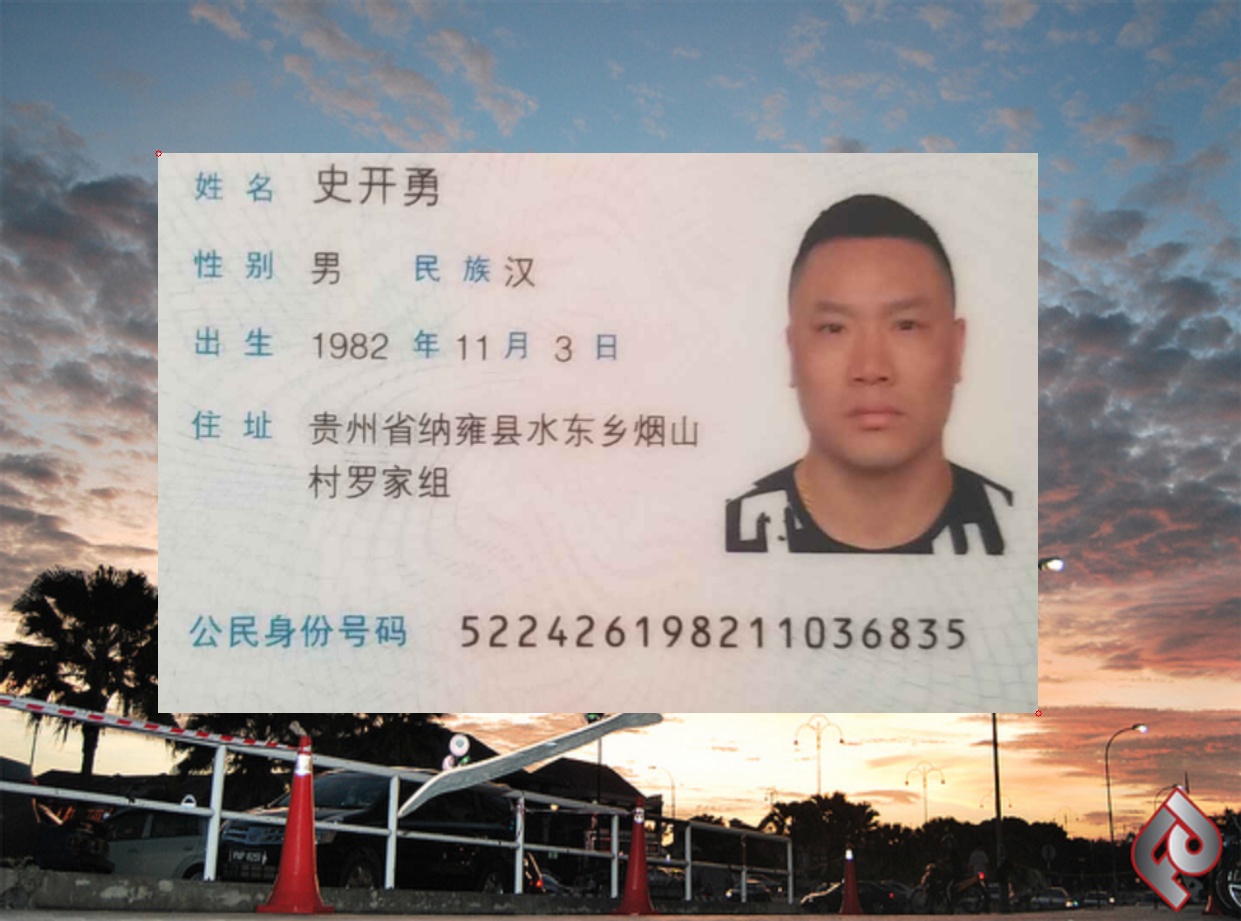 姓名 史开勇
性别 男 民族 汉
出生 1982 年 11 月 3 日
住址 贵州省纳雍县水东乡烟山
村罗家组
公民身份号码 522426198211036835